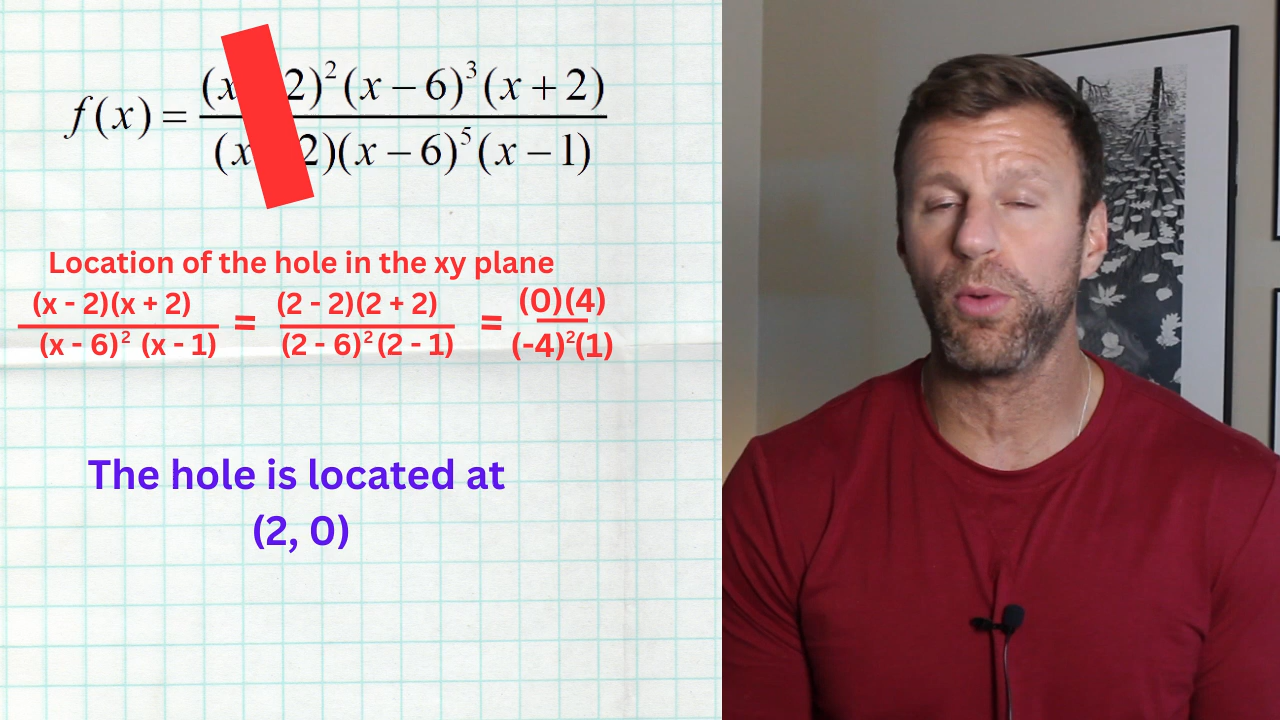 f(x) = (x 2)²(x − 6)³(x + 2)
(x 2)(x − 6)⁵(x − 1)
Location of the hole in the xy plane
(x - 2)(x + 2) = (2 - 2)(2 + 2) = (0)(4)
(x - 6)² (x - 1) (2 - 6)²(2 - 1) (-4)²(1)
The hole is located at
(2, 0)